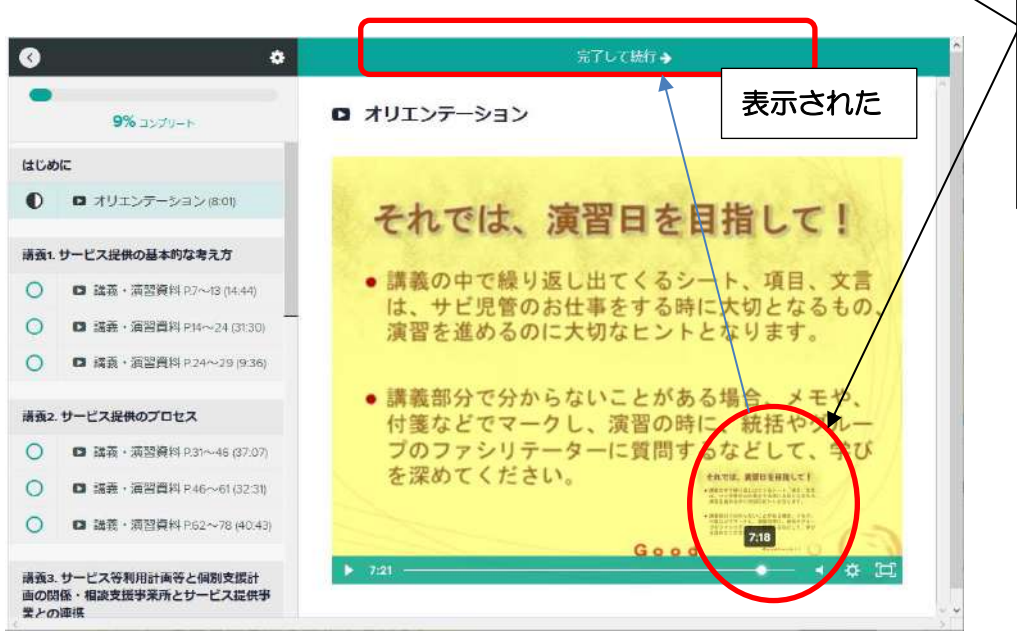 完了して続行
表示された
9% コンプリート
はじめに
オリエンテーション (8:01)
講義1. サービス提供の基本的な考え方
講義・演習資料 P.7～13 (14:44)
講義・演習資料 P.14～24 (31:30)
講義・演習資料 P.24～29 (9:36)
講義2. サービス提供のプロセス
講義・演習資料 P.31～46 (37:07)
講義・演習資料 P.46～61 (32:31)
講義・演習資料 P.62～78 (40:43)
講義3. サービス等利用計画等と個別支援計
画の関係・相談支援事業所とサービス提供事
業との連携
オリエンテーション
それでは、演習日を目指して！
● 講義の中で繰り返し出てくるシート、項目、文言
は、サビ児管のお仕事をする時に大切となるもの、
演習を進めるのに大切なヒントとなります。
● 講義部分で分からないことがある場合、メモや、
付箋などでマークし、演習の時に、統括やグルー
プのファシリテーターに質問するなどして、学び
を深めてください。
それでは、演習日を目指して！
7:18
Good
7:21